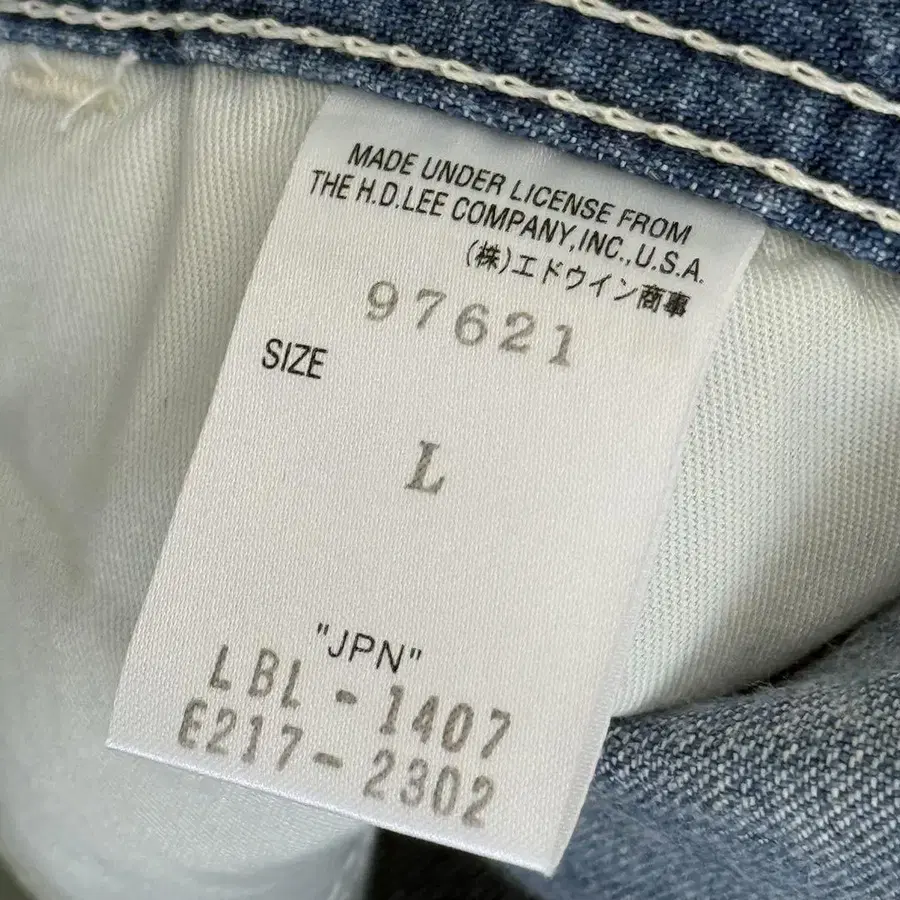 MADE UNDER LICENSE FROM
THE H.D.LEE COMPANY,INC.,U.S.A.
(株)エドウイン商事
97621
SIZE
L
"JPN"
LBL-1407
E217-2302